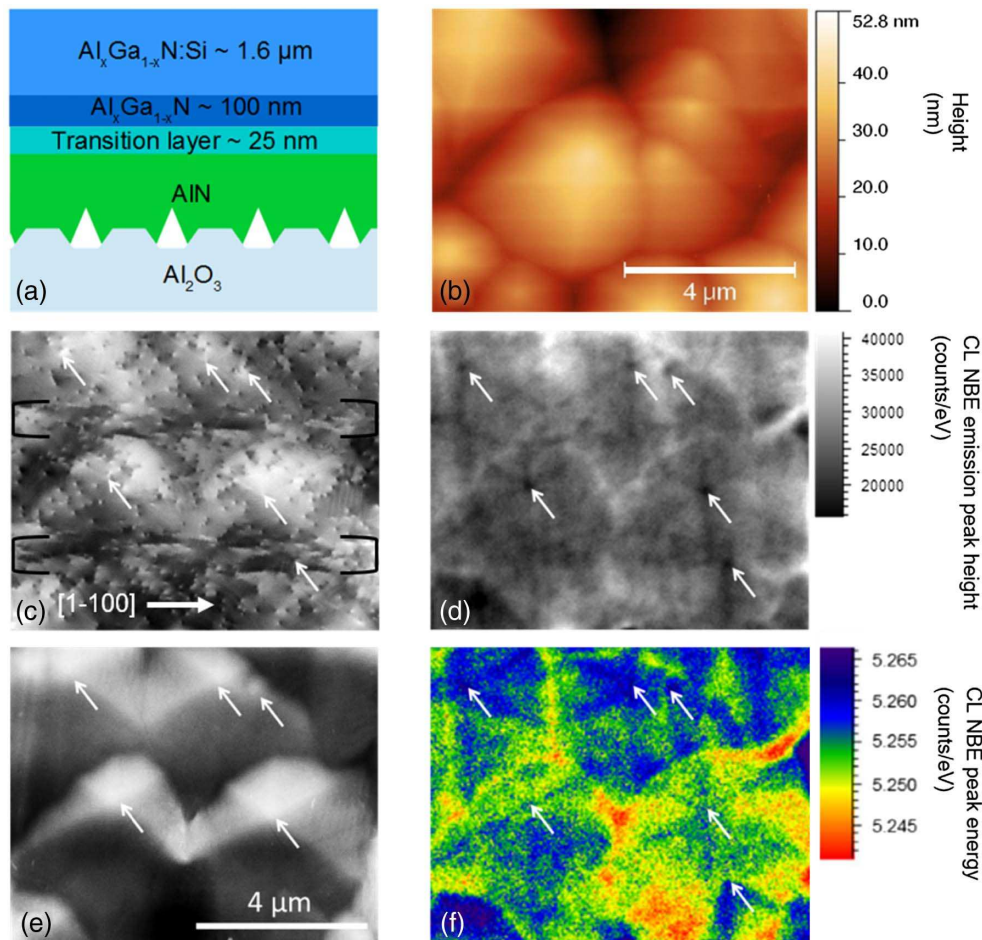 AlxGa1-xN:Si ~ 1.6 µm
AlxGa1-xN ~ 100 nm
Transition layer ~ 25 nm
AlN
Al2O3
(a)
52.8 nm
40.0
30.0
20.0
10.0
0.0
Height
(nm)
4 µm
(b)
[1-100]
(c)
40000
35000
30000
25000
20000
CL NBE emission peak height
(counts/eV)
(d)
4 µm
(e)
5.265
5.260
5.255
5.250
5.245
CL NBE peak energy
(counts/eV)
(f)